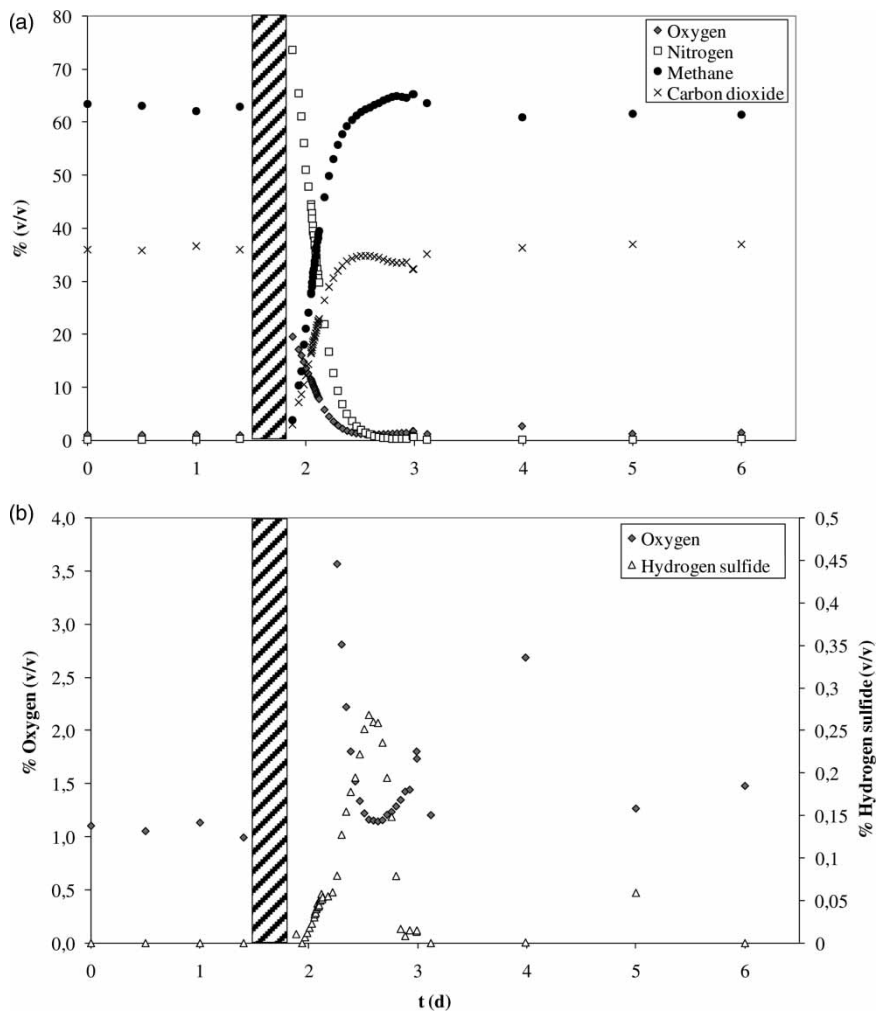 (a)
80
70
60
50
40
30
20
10
0
% (v/v)
Oxygen
Nitrogen
Methane
Carbon dioxide
0 1 2 3 4 5 6
(b)
4,0
3,5
3,0
2,5
2,0
1,5
1,0
0,5
0,0
% Oxygen (v/v)
Oxygen
Hydrogen sulfide
0,5
0,45
0,4
0,35
0,3
0,25
0,2
0,15
0,1
0,05
0
% Hydrogen sulfide (v/v)
0 1 2 3 4 5 6
t (d)